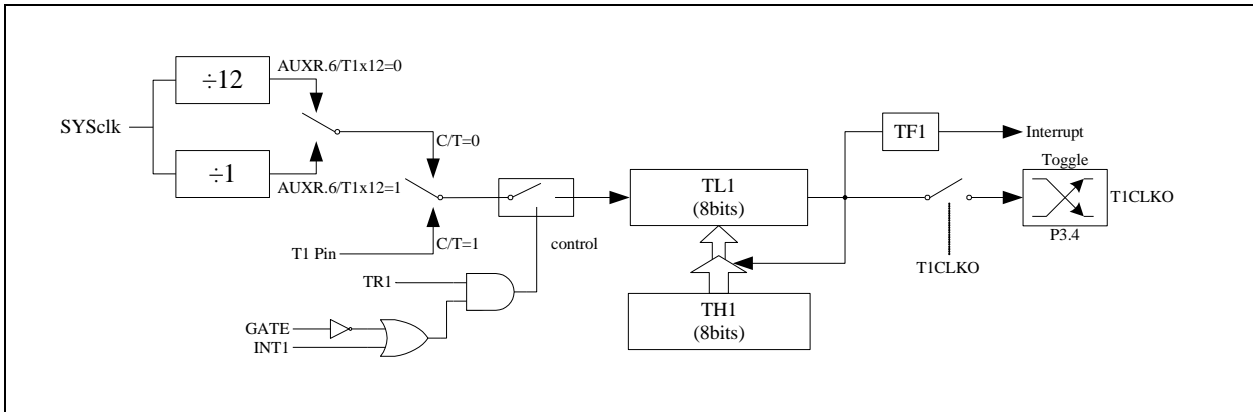 AUXR.6/T1x12=0
÷12
SYSclk
÷1
AUXR.6/T1x12=1
C/T=0
C/T=1
T1 Pin
control
TR1
GATE
INT1
TL1
(8bits)
TH1
(8bits)
TF1
Interrupt
Toggle
T1CLKO
P3.4
T1CLKO